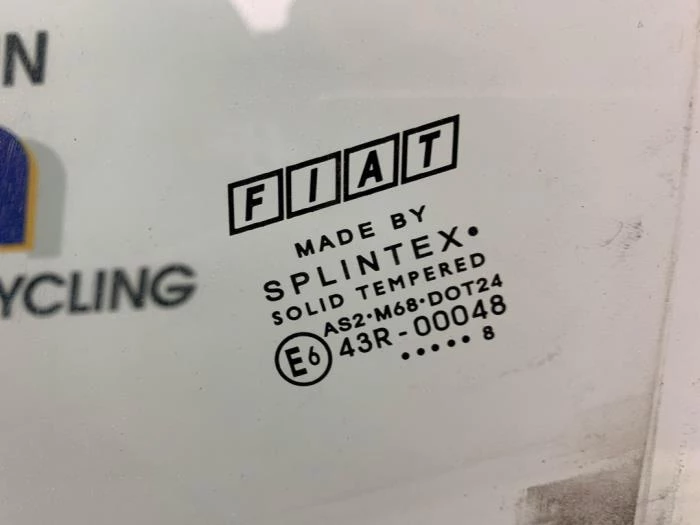 N
FIAT
MADE BY
SPLINTEX•
SOLID TEMPERED
AS2•M68•DOT24
E6 43R-00048
••••• 8
YCLING